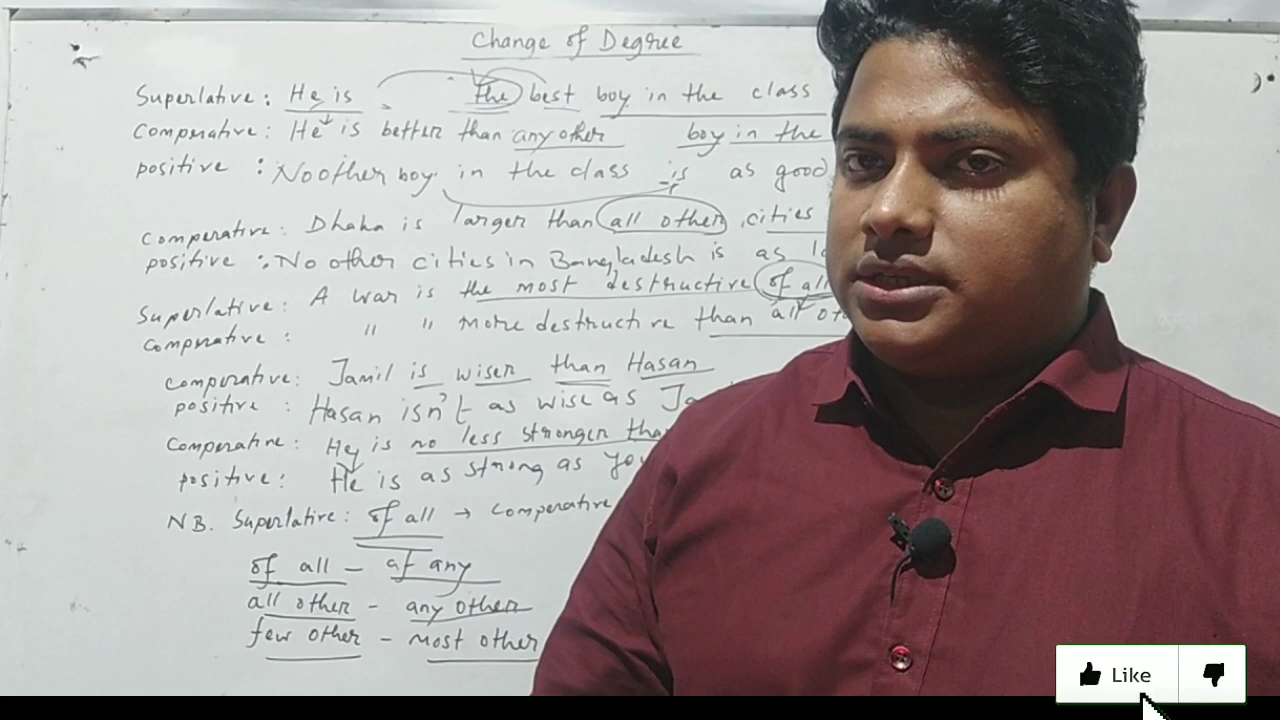 Change of Degree
Superlative: He is the best boy in the class
Comperative: He is better than any other boy in the
positive : No other boy in the class is as good
Comperative: Dhaka is larger than all other cities
positive : No other cities in Bangladesh is as
Superlative: A war is the most destructive of all
Comperative: " " more destructive than all
Comperative: Jamil is wiser than Hasan
positive : Hasan isn't as wise as
Comperative: He is no less stronger than
positive : He is as strong as you
NB. Superlative: of all → Comperative
of all - of any
all other - any other
few other - most other
Like